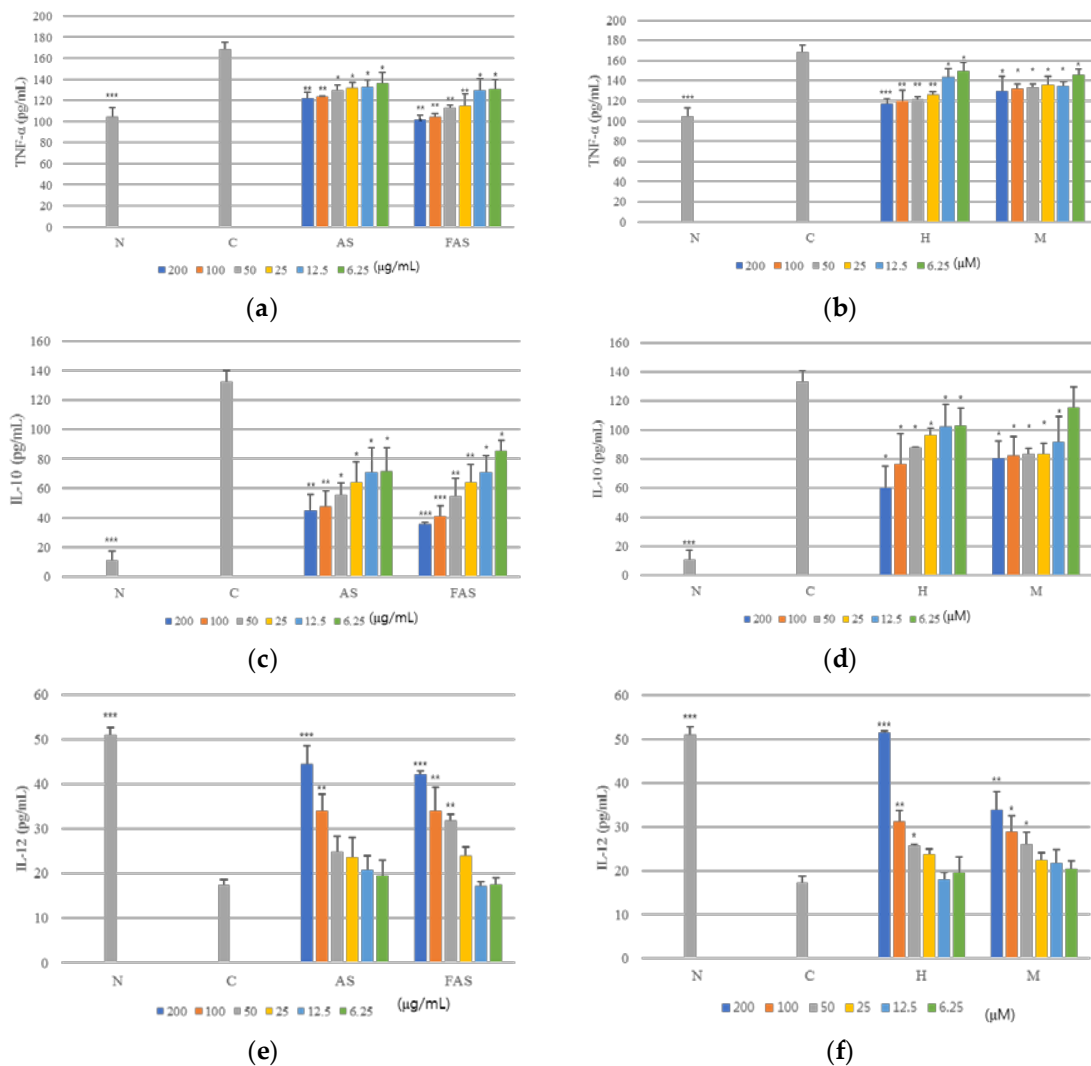 200
180
160
140
120
100
80
60
40
20
0
TNF-α (pg/mL)
*** ** ** * * * * ** ** ** ** * *
N C AS FAS
200 100 50 25 12.5 6.25 (μg/mL)
(a)
200
180
160
140
120
100
80
60
40
20
0
TNF-α (pg/mL)
*** *** ** ** ** * * * * * * * *
N C H M
200 100 50 25 12.5 6.25 (μM)
(b)
160
140
120
100
80
60
40
20
0
IL-10 (pg/mL)
*** ** ** * * * * *** *** ** ** * *
N C AS FAS
200 100 50 25 12.5 6.25 (μg/mL)
(c)
160
140
120
100
80
60
40
20
0
IL-10 (pg/mL)
*** * * * * * * * * * * *
N C H M
200 100 50 25 12.5 6.25 (μM)
(d)
60
50
40
30
20
10
0
IL-12 (pg/mL)
*** *** ** *** ** **
N C AS FAS
(μg/mL)
200 100 50 25 12.5 6.25
(e)
60
50
40
30
20
10
0
IL-12 (pg/mL)
*** *** ** * ** * *
N C H M
200 100 50 25 12.5 6.25 (μM)
(f)